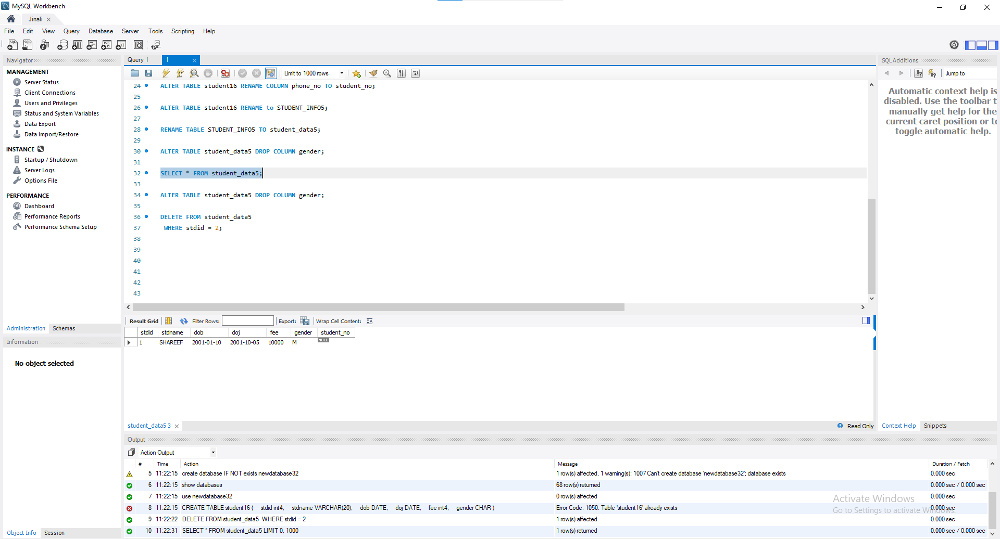 MySQL Workbench
Jinali
File Edit View Query Database Server Tools Scripting Help
Navigator
MANAGEMENT
Server Status
Client Connections
Users and Privileges
Status and System Variables
Data Export
Data Import/Restore
INSTANCE
Startup / Shutdown
Server Logs
Options File
PERFORMANCE
Dashboard
Performance Reports
Performance Schema Setup
Administration Schemas
Information
No object selected
Object Info Session
Query 1 1
Limit to 1000 rows
24 ALTER TABLE student16 RENAME COLUMN phone_no TO student_no;
25
26 ALTER TABLE student16 RENAME to STUDENT_INFO5;
27
28 RENAME TABLE STUDENT_INFO5 TO student_data5;
29
30 ALTER TABLE student_data5 DROP COLUMN gender;
31
32 SELECT * FROM student_data5;
33
34 ALTER TABLE student_data5 DROP COLUMN gender;
35
36 DELETE FROM student_data5
37 WHERE stdid = 2;
38
39
40
41
42
43
Result Grid Filter Rows: Export: Wrap Cell Content:
stdid stdname dob doj fee gender student_no
1 SHAREEF 2001-01-10 2001-10-05 10000 M NULL
student_data5 3 Read Only
SQLAdditions
Jump to
Automatic context help is
disabled. Use the toolbar t
manually get help for the
current caret position or to
toggle automatic help.
Context Help Snippets
Output
Action Output
# Time Action Message Duration / Fetch
5 11:22:15 create database IF NOT exists newdatabase32 1 row(s) affected, 1 warning(s): 1007 Can't create database 'newdatabase32'; database exists 0.000 sec
6 11:22:15 show databases 68 row(s) returned 0.000 sec / 0.000 sec
7 11:22:15 use newdatabase32 0 row(s) affected 0.000 sec
8 11:22:15 CREATE TABLE student16 ( stdid int4, stdname VARCHAR(20), dob DATE, doj DATE, fee int4, gender CHAR ) Error Code: 1050. Table 'student16' already exists 0.000 sec
9 11:22:22 DELETE FROM student_data5 WHERE stdid = 2 1 row(s) affected 0.000 sec
10 11:22:31 SELECT * FROM student_data5 LIMIT 0, 1000 1 row(s) returned 0.000 sec / 0.000 sec
Activate Windows
Go to Settings to activate Windows.